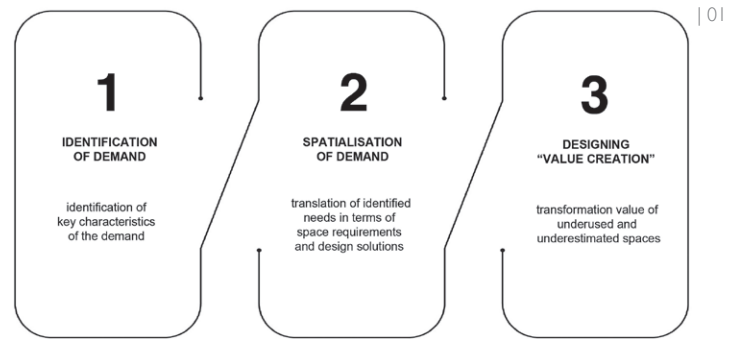 | 01
1
IDENTIFICATION
OF DEMAND
identification of
key characteristics
of the demand
2
SPATIALISATION
OF DEMAND
translation of identified
needs in terms of
space requirements
and design solutions
3
DESIGNING
“VALUE CREATION”
transformation value of
underused and
underestimated spaces